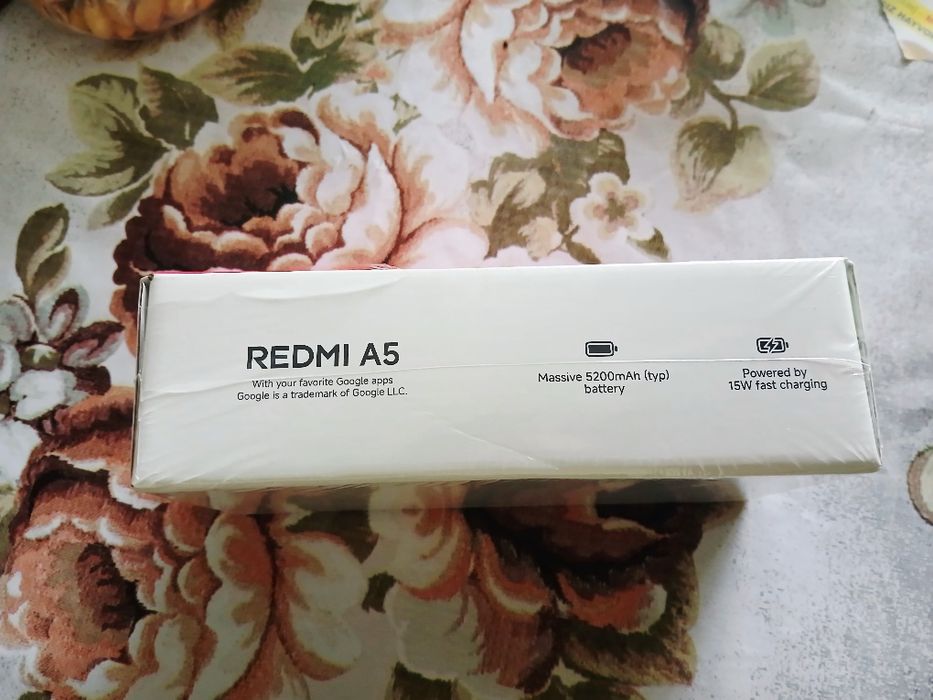 REDMI A5
With your favorite Google apps
Google is a trademark of Google LLC.
Massive 5200mAh (typ)
battery
Powered by
15W fast charging